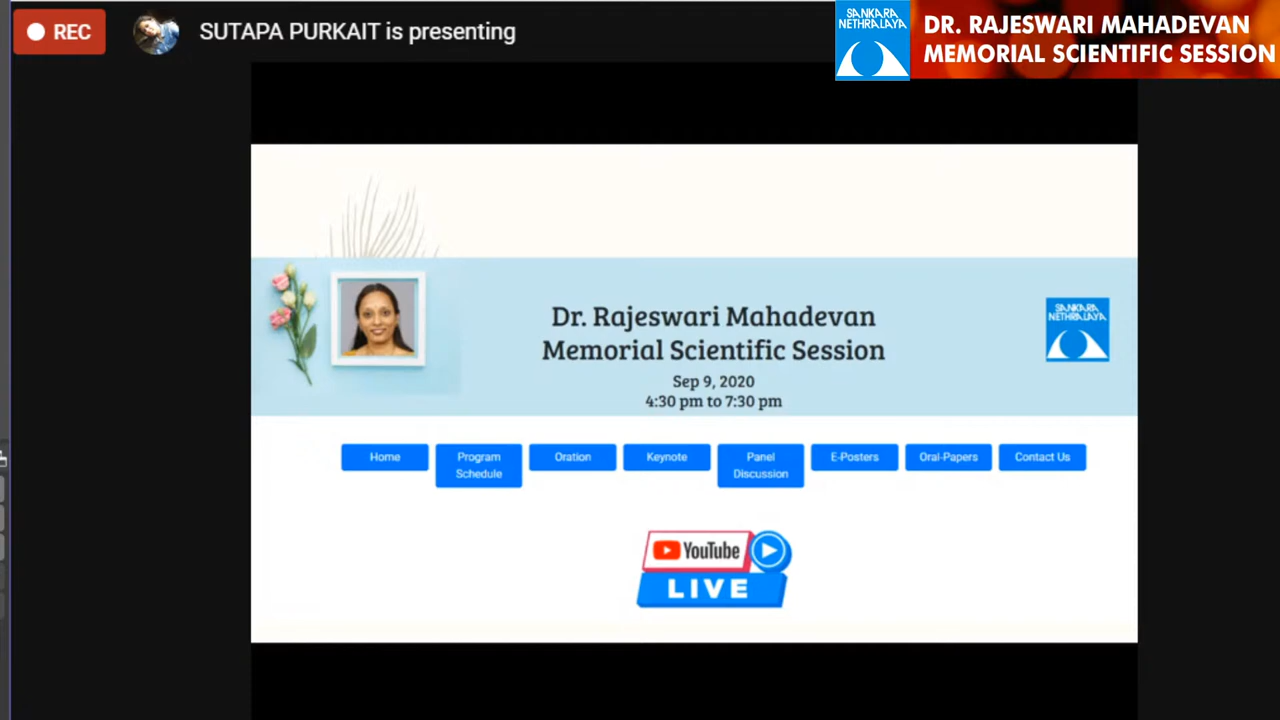 REC
SUTAPA PURKAIT is presenting
SANKARA
NETHRALAYA
DR. RAJESWARI MAHADEVAN
MEMORIAL SCIENTIFIC SESSION
Dr. Rajeswari Mahadevan
Memorial Scientific Session
Sep 9, 2020
4:30 pm to 7:30 pm
SANKARA
NETHRALAYA
Home
Program
Schedule
Oration
Keynote
Panel
Discussion
E-Posters
Oral-Papers
Contact Us
YouTube
LIVE